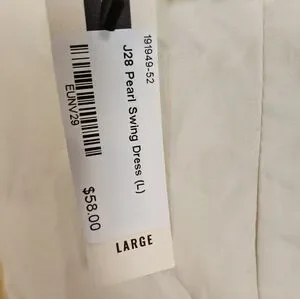 191949-52
J28 Pearl Swing Dress (L)
EUNV29
$58.00
LARGE